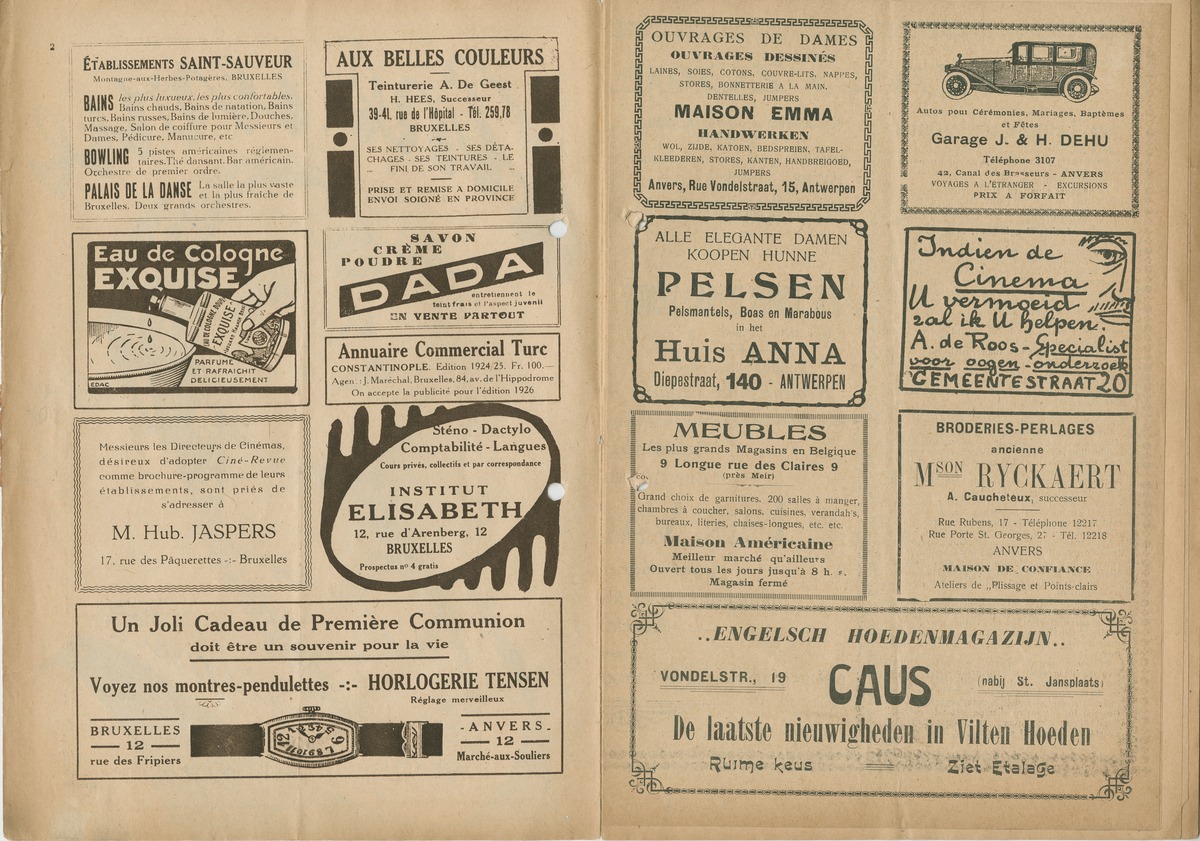 2
ÉTABLISSEMENTS SAINT-SAUVEUR
Montagne-aux-Herbes-Potagères, BRUXELLES
BAINS les plus luxueux, les plus confortables.
Bains chauds, Bains de natation, Bains
turcs, Bains russes, Bains de lumière, Douches,
Massage, Salon de coiffure pour Messieurs et
Dames, Pédicure, Manucure, etc
BOWLING 5 pistes américaines réglemen-
taires. Thé dansant. Bar américain.
Orchestre de premier ordre.
PALAIS DE LA DANSE La salle la plus vaste
et la plus fraîche de
Bruxelles. Deux grands orchestres.
AUX BELLES COULEURS
Teinturerie A. De Geest
H. HEES, Successeur
39-41, rue de l'Hôpital - Tél. 259,78
BRUXELLES
SES NETTOYAGES - SES DÉTA-
CHAGES - SES TEINTURES - LE
FINI DE SON TRAVAIL
PRISE ET REMISE A DOMICILE
ENVOI SOIGNÉ EN PROVINCE
Eau de Cologne
EXQUISE
EAU DE COLOGNE DOUBLE
EXQUISE
PARFUME
ET RAFRAICHIT
DELICIEUSEMENT
EDAC
SAVON
CRÈME
POUDRE
DADA
entretiennent le
teint frais et l'aspect juvenil
EN VENTE PARTOUT
Annuaire Commercial Turc
CONSTANTINOPLE. Edition 1924/25. Fr. 100.—
Agen.: J. Maréchal, Bruxelles, 84, av. de l'Hippodrome
On accepte la publicité pour l'édition 1926
Messieurs les Directeurs de Cinémas,
désireux d'adopter Ciné-Revue
comme brochure-programme de leurs
établissements, sont priés de
s'adresser à
M. Hub. JASPERS
17, rue des Pâquerettes -:- Bruxelles
Sténo - Dactylo
Comptabilité - Langues
Cours privés, collectifs et par correspondance
INSTITUT
ELISABETH
12, rue d'Arenberg, 12
BRUXELLES
Prospectus n° 4 gratis
Un Joli Cadeau de Première Communion
doit être un souvenir pour la vie
Voyez nos montres-pendulettes -:- HORLOGERIE TENSEN
Réglage merveilleux
BRUXELLES
— 12 —
rue des Fripiers
- ANVERS -
— 12 —
Marché-aux-Souliers
OUVRAGES DE DAMES
OUVRAGES DESSINÉS
LAINES, SOIES, COTONS, COUVRE-LITS, NAPPES,
STORES, BONNETTERIE A LA MAIN,
DENTELLES, JUMPERS
MAISON EMMA
HANDWERKEN
WOL, ZIJDE, KATOEN, BEDSPREIEN, TAFEL-
KLEEDEREN, STORES, KANTEN, HANDBREIGOED,
JUMPERS
Anvers, Rue Vondelstraat, 15, Antwerpen
Autos pout Cérémonies, Mariages, Baptèmes
et Fêtes
Garage J. & H. DEHU
Téléphone 3107
42, Canal des Brasseurs - ANVERS
VOYAGES A L'ÉTRANGER - EXCURSIONS
PRIX A FORFAIT
ALLE ELEGANTE DAMEN
KOOPEN HUNNE
PELSEN
Pelsmantels, Boas en Marabous
in het
Huis ANNA
Diepestraat, 140 - ANTWERPEN
Indien de
Cinema
U vermoeid
zal ik U helpen.
A. de Roos - Specialist
voor oogen-onderzoek
GEMEENTESTRAAT 20
MEUBLES
Les plus grands Magasins en Belgique
9 Longue rue des Claires 9
(près Meir)
Grand choix de garnitures. 200 salles à manger,
chambres à coucher, salons, cuisines, verandah's,
bureaux, literies, chaises-longues, etc. etc.
Maison Américaine
Meilleur marché qu'ailleurs
Ouvert tous les jours jusqu'à 8 h. s.
Magasin fermé
BRODERIES-PERLAGES
ancienne
MSON RYCKAERT
A. Caucheteux, successeur
Rue Rubens, 17 - Téléphone 12217
Rue Porte St. Georges, 27 - Tél. 12218
ANVERS
MAISON DE CONFIANCE
Ateliers de „Plissage et Points-clairs
..ENGELSCH HOEDENMAGAZIJN..
VONDELSTR., 19 CAUS (nabij St. Jansplaats)
De laatste nieuwigheden in Vilten Hoeden
Ruime keus Ziet Etalage